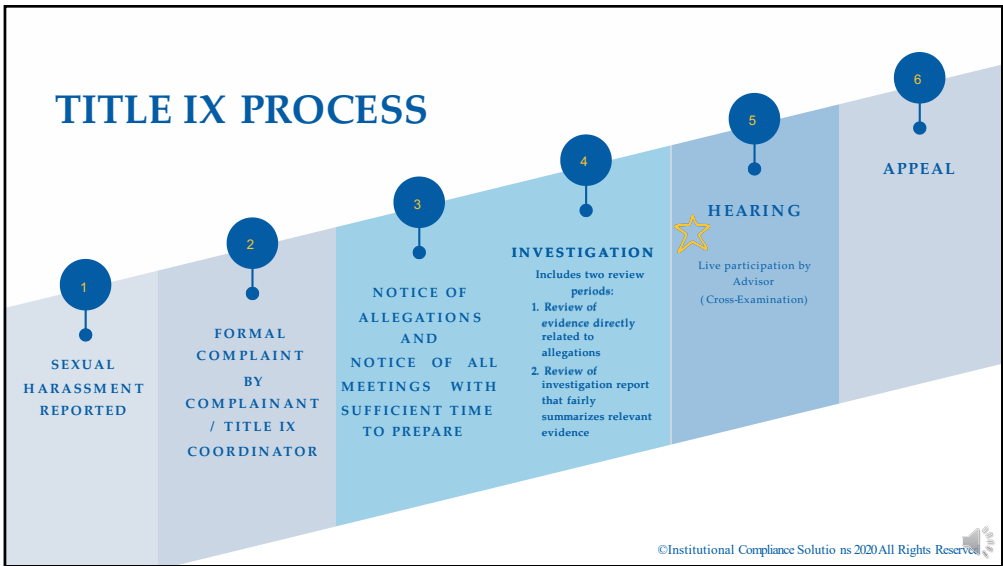 TITLE IX PROCESS
1
SEXUAL
HARASSMENT
REPORTED
2
FORMAL
COMPLAINT
BY
COMPLAINANT
/ TITLE IX
COORDINATOR
3
NOTICE OF
ALLEGATIONS
AND
NOTICE OF ALL
MEETINGS WITH
SUFFICIENT TIME
TO PREPARE
4
INVESTIGATION
Includes two review
periods:
1. Review of
evidence directly
related to
allegations
2. Review of
investigation report
that fairly
summarizes relevant
evidence
5
HEARING
Live participation by
Advisor
(Cross-Examination)
6
APPEAL
©Institutional Compliance Solutio ns 2020 All Rights Reserve